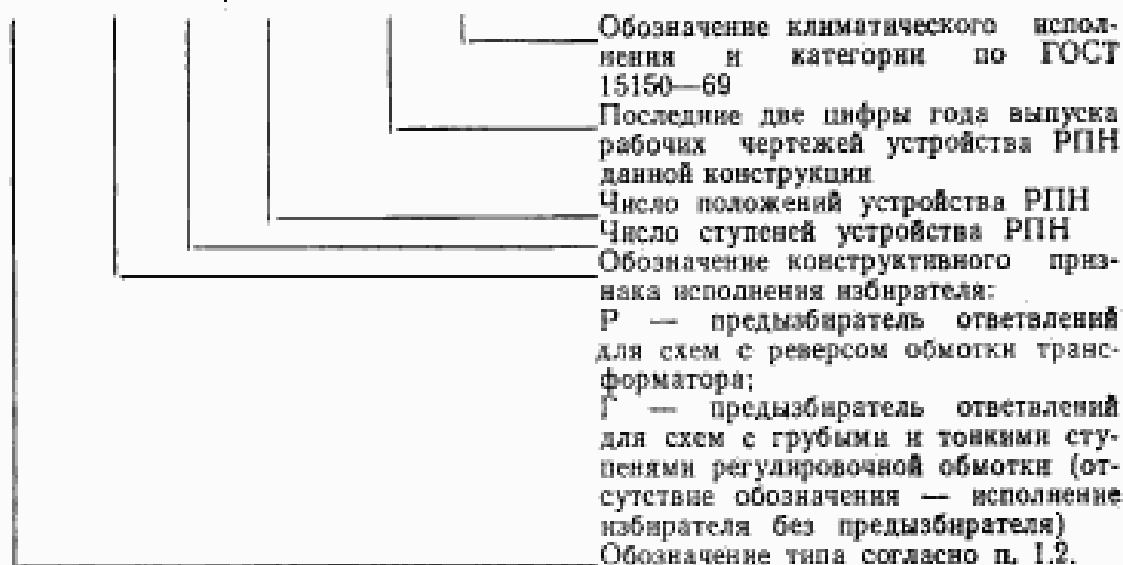 Обозначение климатического испол-
нения и категории по ГОСТ
15150—69
Последние две цифры года выпуска
рабочих чертежей устройства РПН
данной конструкции
Число положений устройства РПН
Число ступеней устройства РПН
Обозначение конструктивного приз-
нака исполнения избирателя:
Р — предызбиратель ответвлений
для схем с реверсом обмотки транс-
форматора;
Г — предызбиратель ответвлений
для схем с грубыми и тонкими сту-
пенями регулировочной обмотки (от-
сутствие обозначения — исполнение
избирателя без предызбирателя)
Обозначение типа согласно п. 1.2.